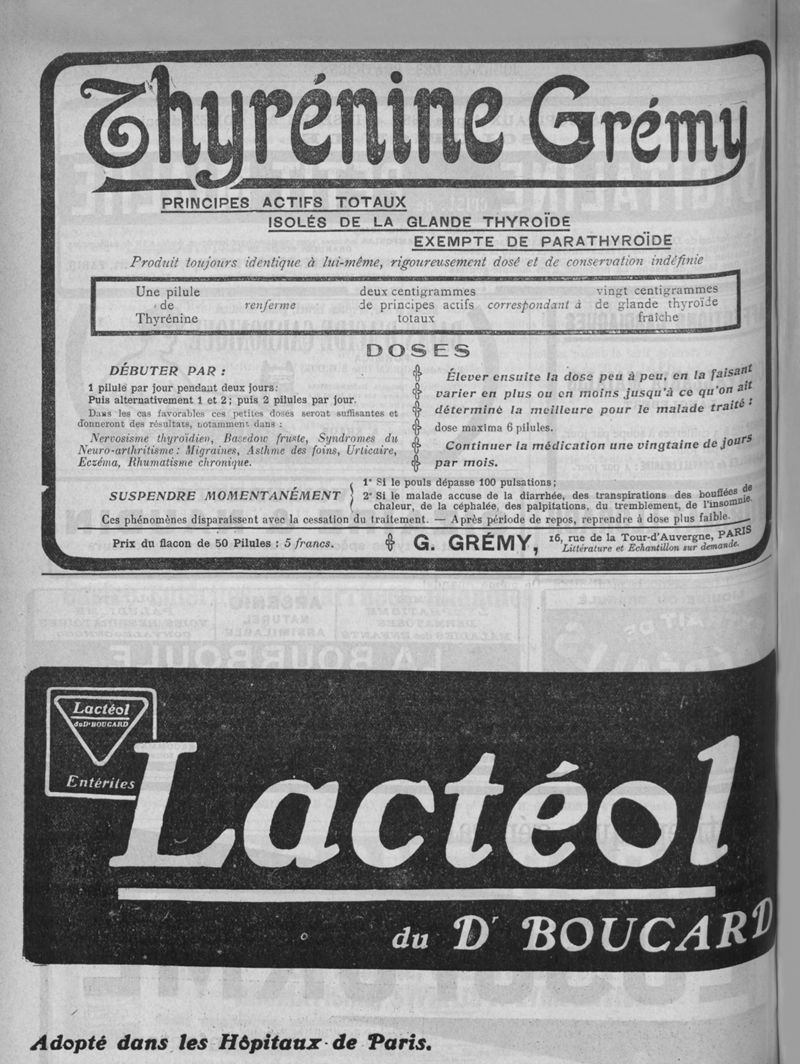 Thyrénine Grémy
PRINCIPES ACTIFS TOTAUX
ISOLÉS DE LA GLANDE THYROÏDE
EXEMPTE DE PARATHYROÏDE
Produit toujours identique à lui-même, rigoureusement dosé et de conservation indéfinie
Une pilule de Thyrénine
renferme
deux centigrammes de principes actifs totaux
correspondant à
vingt centigrammes de glande thyroïde fraîche
DOSES
DÉBUTER PAR :
1 pilule par jour pendant deux jours:
Puis alternativement 1 et 2; puis 2 pilules par jour.
Dans les cas favorables ces petites doses seront suffisantes et
donneront des résultats, notamment dans :
Nervosisme thyroïdien, Basedow fruste, Syndromes du
Neuro-arthritisme : Migraines, Asthme des foins, Urticaire,
Eczéma, Rhumatisme chronique.
Élever ensuite la dose peu à peu, en la faisant
varier en plus ou en moins jusqu'à ce qu'on ait
déterminé la meilleure pour le malade traité :
dose maxima 6 pilules.
Continuer la médication une vingtaine de jours
par mois.
SUSPENDRE MOMENTANÉMENT
1° Si le pouls dépasse 100 pulsations;
2° Si le malade accuse de la diarrhée, des transpirations des bouffées de
chaleur, de la céphalée, des palpitations, du tremblement, de l'insomnie.
Ces phénomènes disparaissent avec la cessation du traitement. — Après période de repos, reprendre à dose plus faible.
Prix du flacon de 50 Pilules : 5 francs.
G. GRÉMY, 16, rue de la Tour-d'Auvergne, PARIS
Littérature et Echantillon sur demande.
Lactéol
du Dr BOUCARD
Entérites
Lactéol
du Dr BOUCARD
Adopté dans les Hôpitaux de Paris.